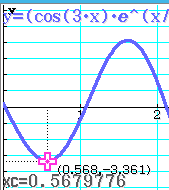 x
y=(cos(3•x)•e^(x/
1
2
(0.568,-3.361)
xc=0.5679776